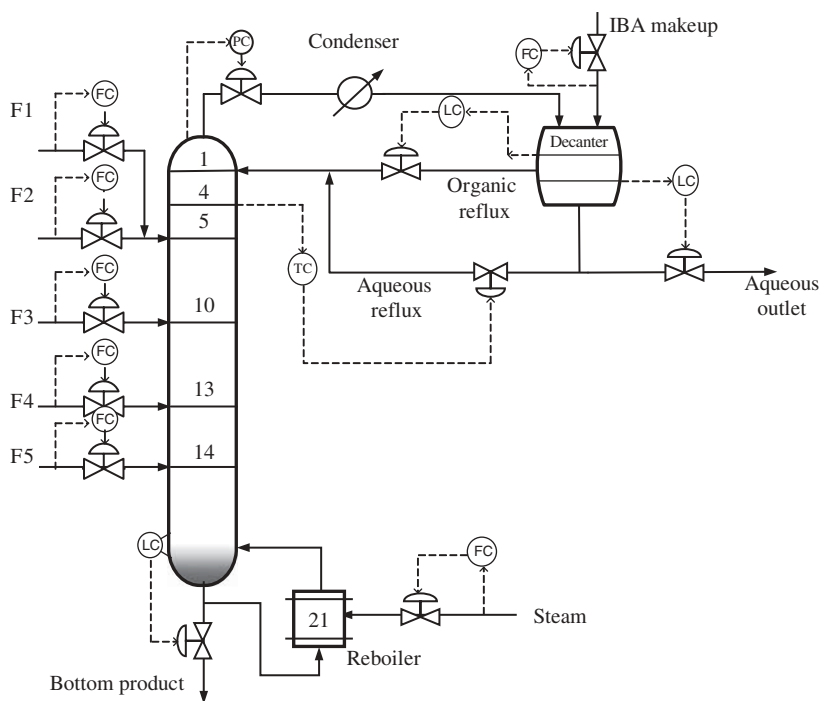 IBA makeup
PC
Condenser
FC
F1
FC
LC
Decanter
1
F2
FC
4
Organic
reflux
LC
5
TC
F3
FC
10
Aqueous
reflux
Aqueous
outlet
FC
F4
13
FC
F5
14
LC
FC
21
Steam
Reboiler
Bottom product